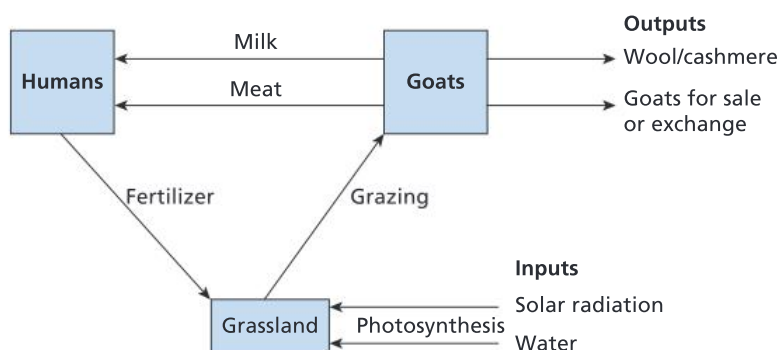 Outputs
Milk
Wool/cashmere
Humans
Goats
Meat
Goats for sale
or exchange
Fertilizer
Grazing
Inputs
Solar radiation
Grassland
Photosynthesis
Water